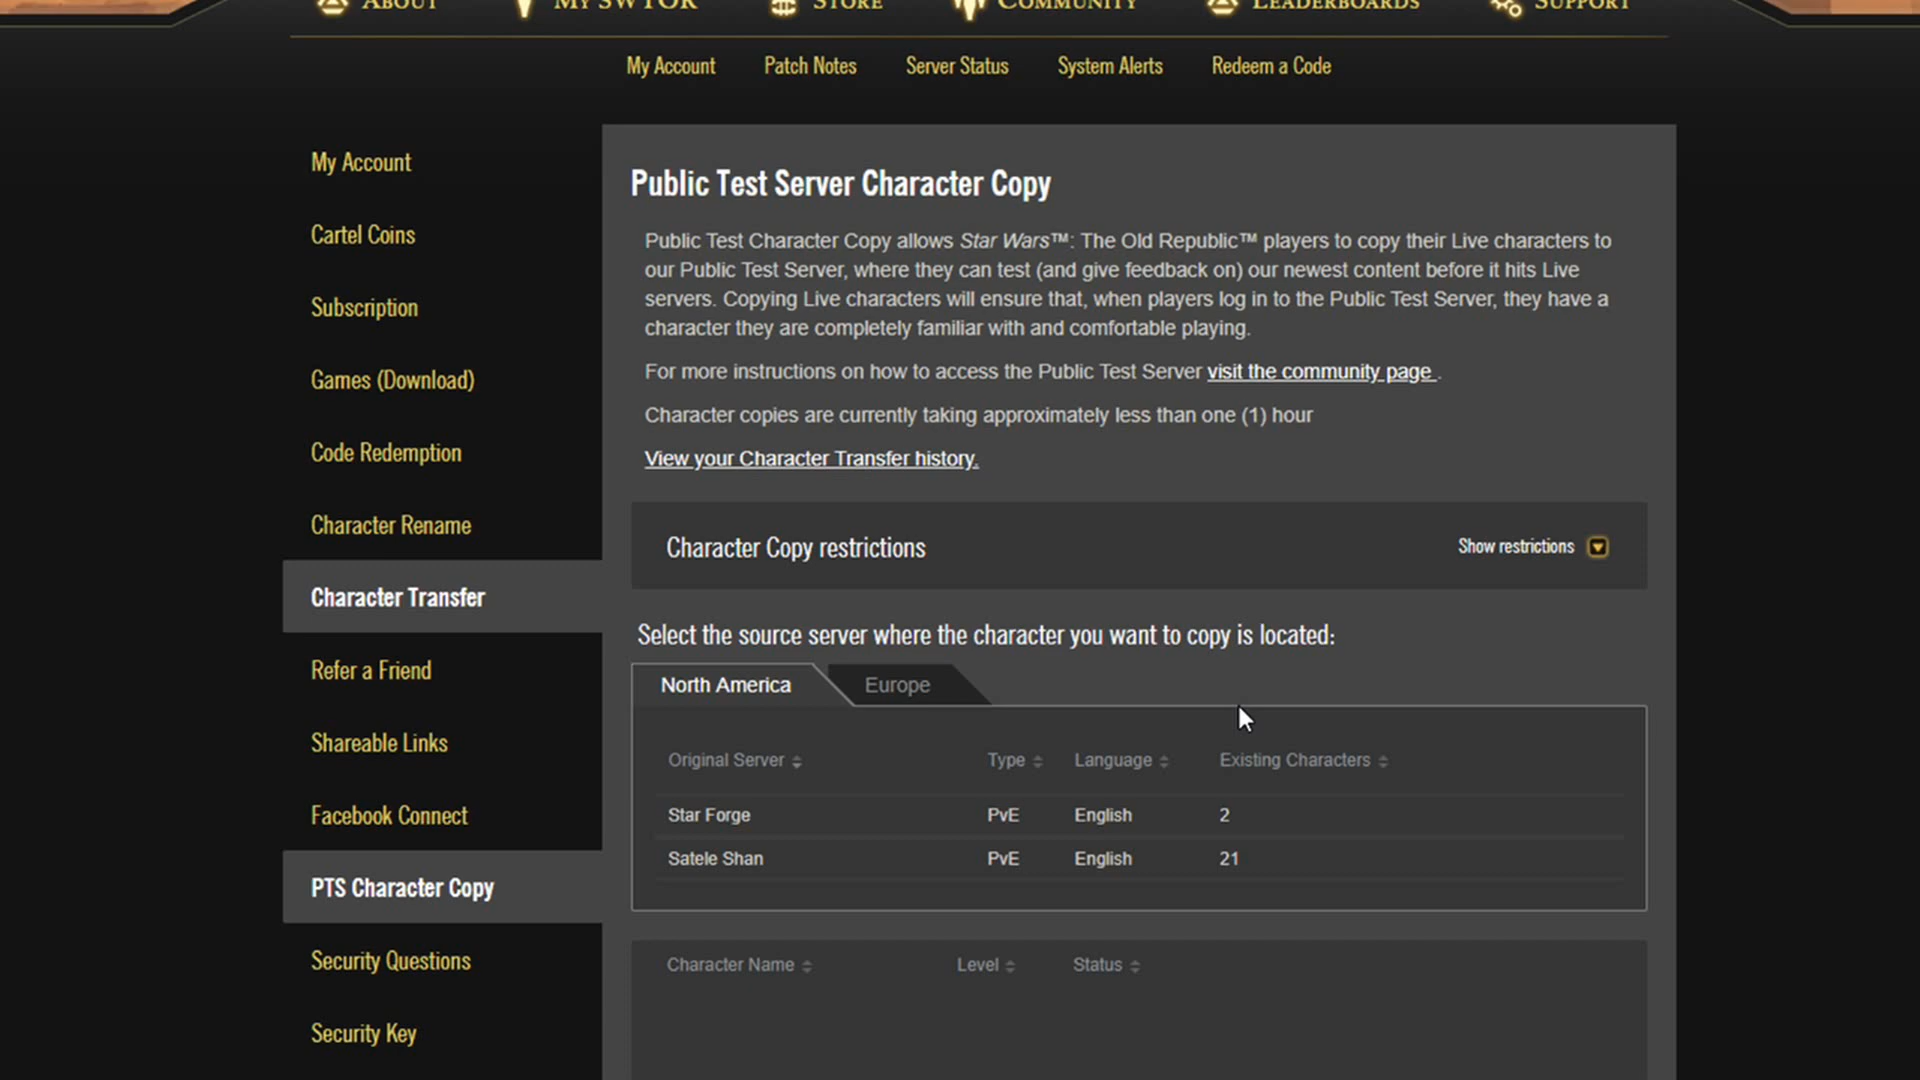 ABOUT MY SWTOR STORE COMMUNITY LEADERBOARDS SUPPORT
My Account Patch Notes Server Status System Alerts Redeem a Code
My Account
Cartel Coins
Subscription
Games (Download)
Code Redemption
Character Rename
Character Transfer
Refer a Friend
Shareable Links
Facebook Connect
PTS Character Copy
Security Questions
Security Key
Public Test Server Character Copy
Public Test Character Copy allows Star Wars™: The Old Republic™ players to copy their Live characters to
our Public Test Server, where they can test (and give feedback on) our newest content before it hits Live
servers. Copying Live characters will ensure that, when players log in to the Public Test Server, they have a
character they are completely familiar with and comfortable playing.
For more instructions on how to access the Public Test Server visit the community page .
Character copies are currently taking approximately less than one (1) hour
View your Character Transfer history.
Character Copy restrictions Show restrictions
Select the source server where the character you want to copy is located:
North America Europe
Original Server Type Language Existing Characters
Star Forge PvE English 2
Satele Shan PvE English 21
Character Name Level Status